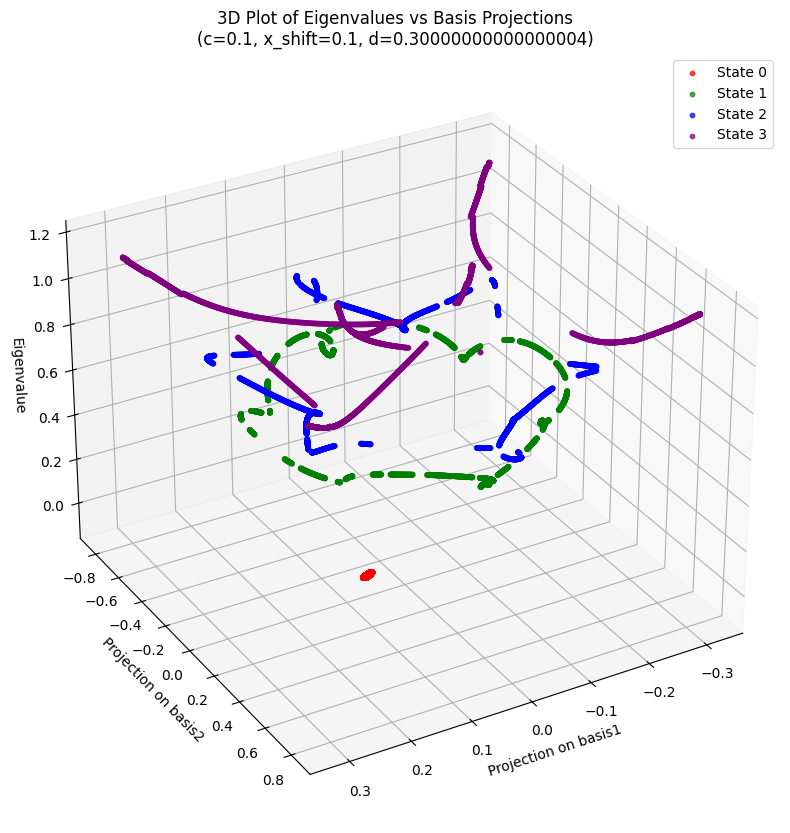 3D Plot of Eigenvalues vs Basis Projections
(c=0.1, x_shift=0.1, d=0.30000000000000004)
State 0
State 1
State 2
State 3
Eigenvalue
1.2
1.0
0.8
0.6
0.4
0.2
0.0
Projection on basis2
−0.8
−0.6
−0.4
−0.2
0.0
0.2
0.4
0.6
0.8
Projection on basis1
0.3
0.2
0.1
0.0
−0.1
−0.2
−0.3